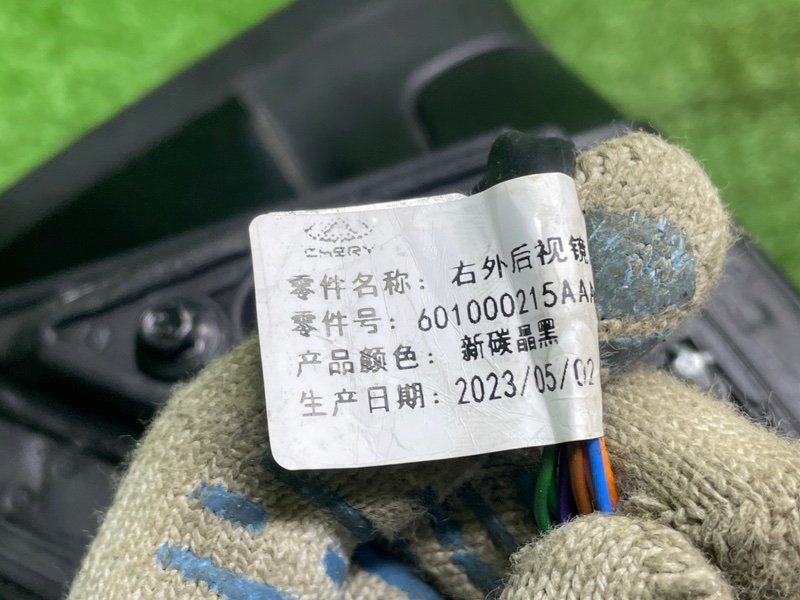 CHERY
零件名称: 右外后视镜
零件号: 601000215AAA
产品颜色: 新碳晶黑
生产日期: 2023/05/02